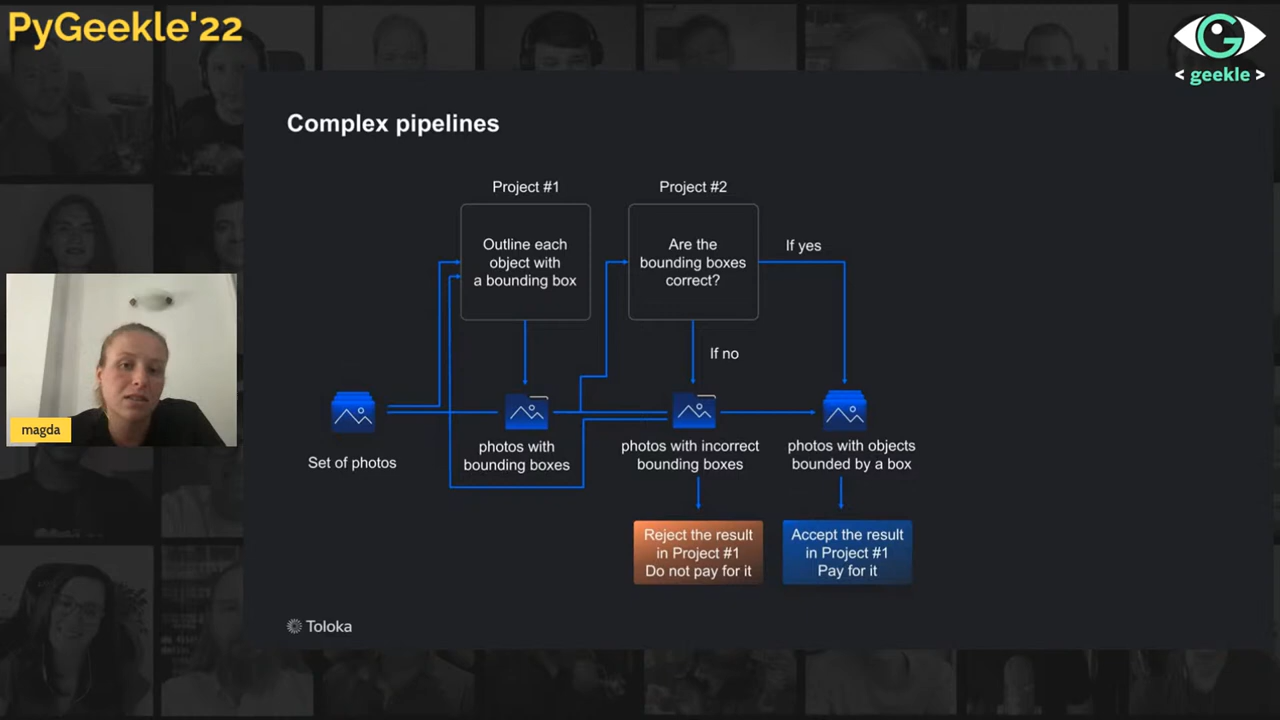 PyGeekle'22
< geekle >
Complex pipelines
Project #1
Project #2
Outline each
object with
a bounding box
Are the
bounding boxes
correct?
If yes
If no
magda
Set of photos
photos with
bounding boxes
photos with incorrect
bounding boxes
photos with objects
bounded by a box
Reject the result
in Project #1
Do not pay for it
Accept the result
in Project #1
Pay for it
Toloka